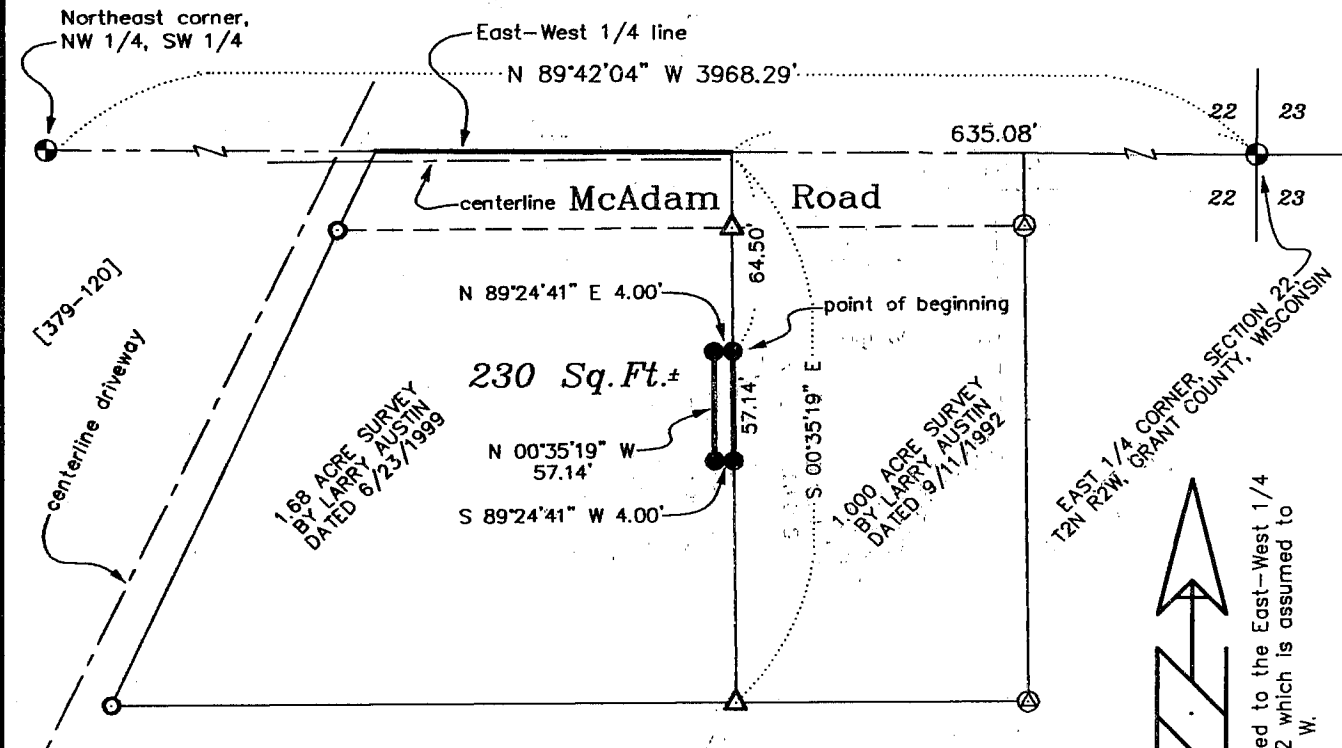 Northeast corner,
NW 1/4, SW 1/4
East-West 1/4 line
N 89°42'04" W 3968.29'
22 23
635.08'
22 23
centerline McAdam Road
64.50'
[379-120]
N 89°24'41" E 4.00'
point of beginning
centerline driveway
230 Sq.Ft.±
57.14'
S 00°35'19" E
1.68 ACRE SURVEY
BY LARRY AUSTIN
DATED 6/23/1999
N 00°35'19" W
57.14'
1.000 ACRE SURVEY
BY LARRY AUSTIN
DATED 9/11/1992
S 89°24'41" W 4.00'
EAST 1/4 CORNER, SECTION 22,
T2N R2W, GRANT COUNTY, WISCONSIN
to the East-West 1/4
which is assumed to
W.